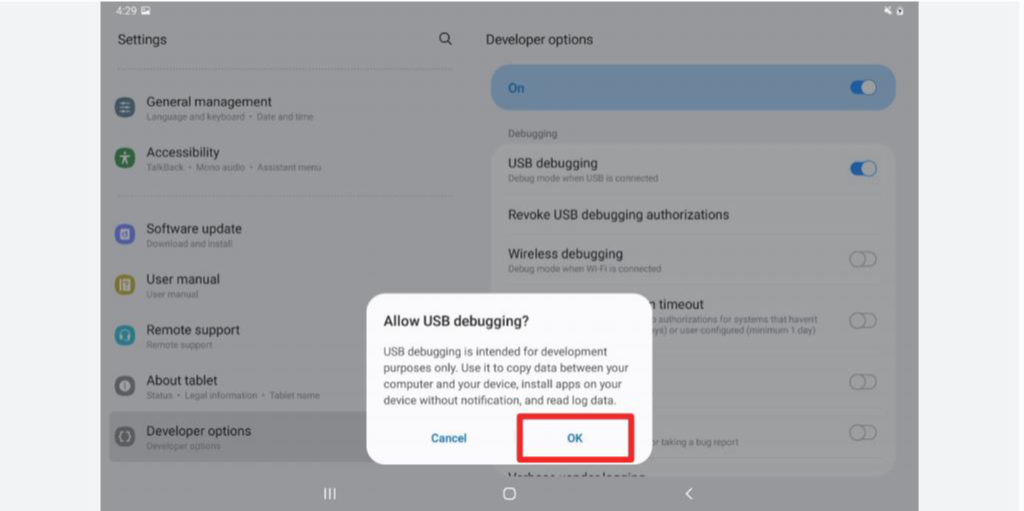 4:29
Settings
General management
Language and keyboard • Date and time
Accessibility
TalkBack • Mono audio • Assistant menu
Software update
Download and install
User manual
User manual
Remote support
Remote support
About tablet
Status • Legal information • Tablet name
Developer options
Developer options
Developer options
On
Debugging
USB debugging
Debug mode when USB is connected
Revoke USB debugging authorizations
Wireless debugging
Debug mode when Wi-Fi is connected
timeout
authorizations for systems that haven't
or user-configured (minimum 1 day)
Allow USB debugging?
USB debugging is intended for development
purposes only. Use it to copy data between your
computer and your device, install apps on your
device without notification, and read log data.
Cancel
OK
or taking a bug report